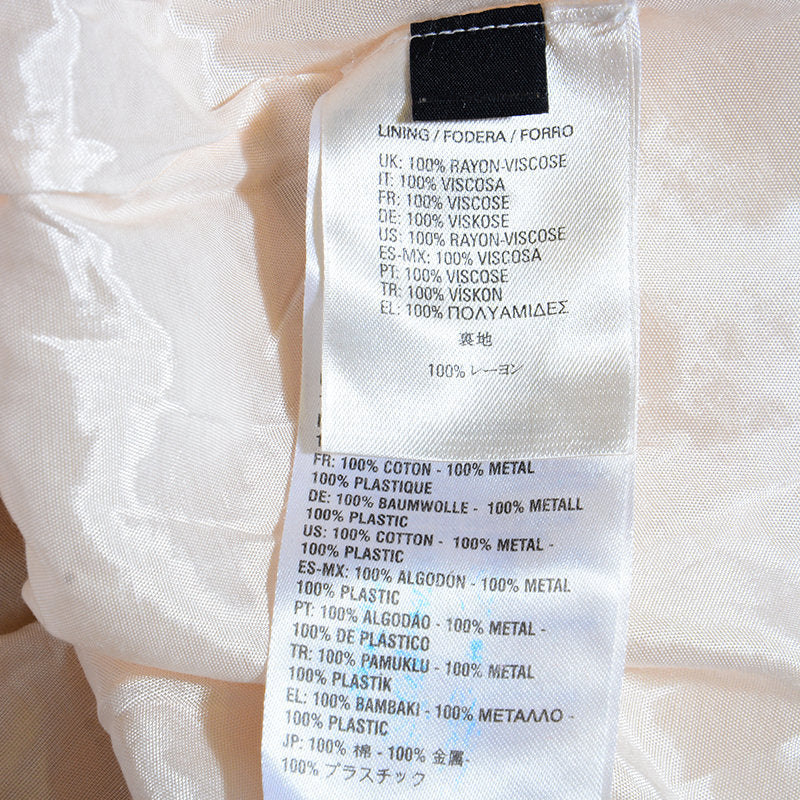 LINING / FODERA / FORRO
UK: 100% RAYON-VISCOSE
IT: 100% VISCOSA
FR: 100% VISCOSE
DE: 100% VISKOSE
US: 100% RAYON-VISCOSE
ES-MX: 100% VISCOSA
PT: 100% VISCOSE
TR: 100% VİSKON
EL: 100% ΠΟΛΥΑΜΙΔΕΣ
裏地
100% レーヨン
FR: 100% COTON - 100% METAL
100% PLASTIQUE
DE: 100% BAUMWOLLE - 100% METALL
100% PLASTIC
US: 100% COTTON - 100% METAL -
100% PLASTIC
ES-MX: 100% ALGODÓN - 100% METAL
100% PLASTIC
PT: 100% ALGODAO - 100% METAL -
100% DE PLASTICO
TR: 100% PAMUKLU - 100% METAL
100% PLASTİK
EL: 100% BAMBAKI - 100% ΜΕΤΑΛΛΟ -
100% PLASTIC
JP: 100% 棉 - 100% 金属-
100% プラスチック